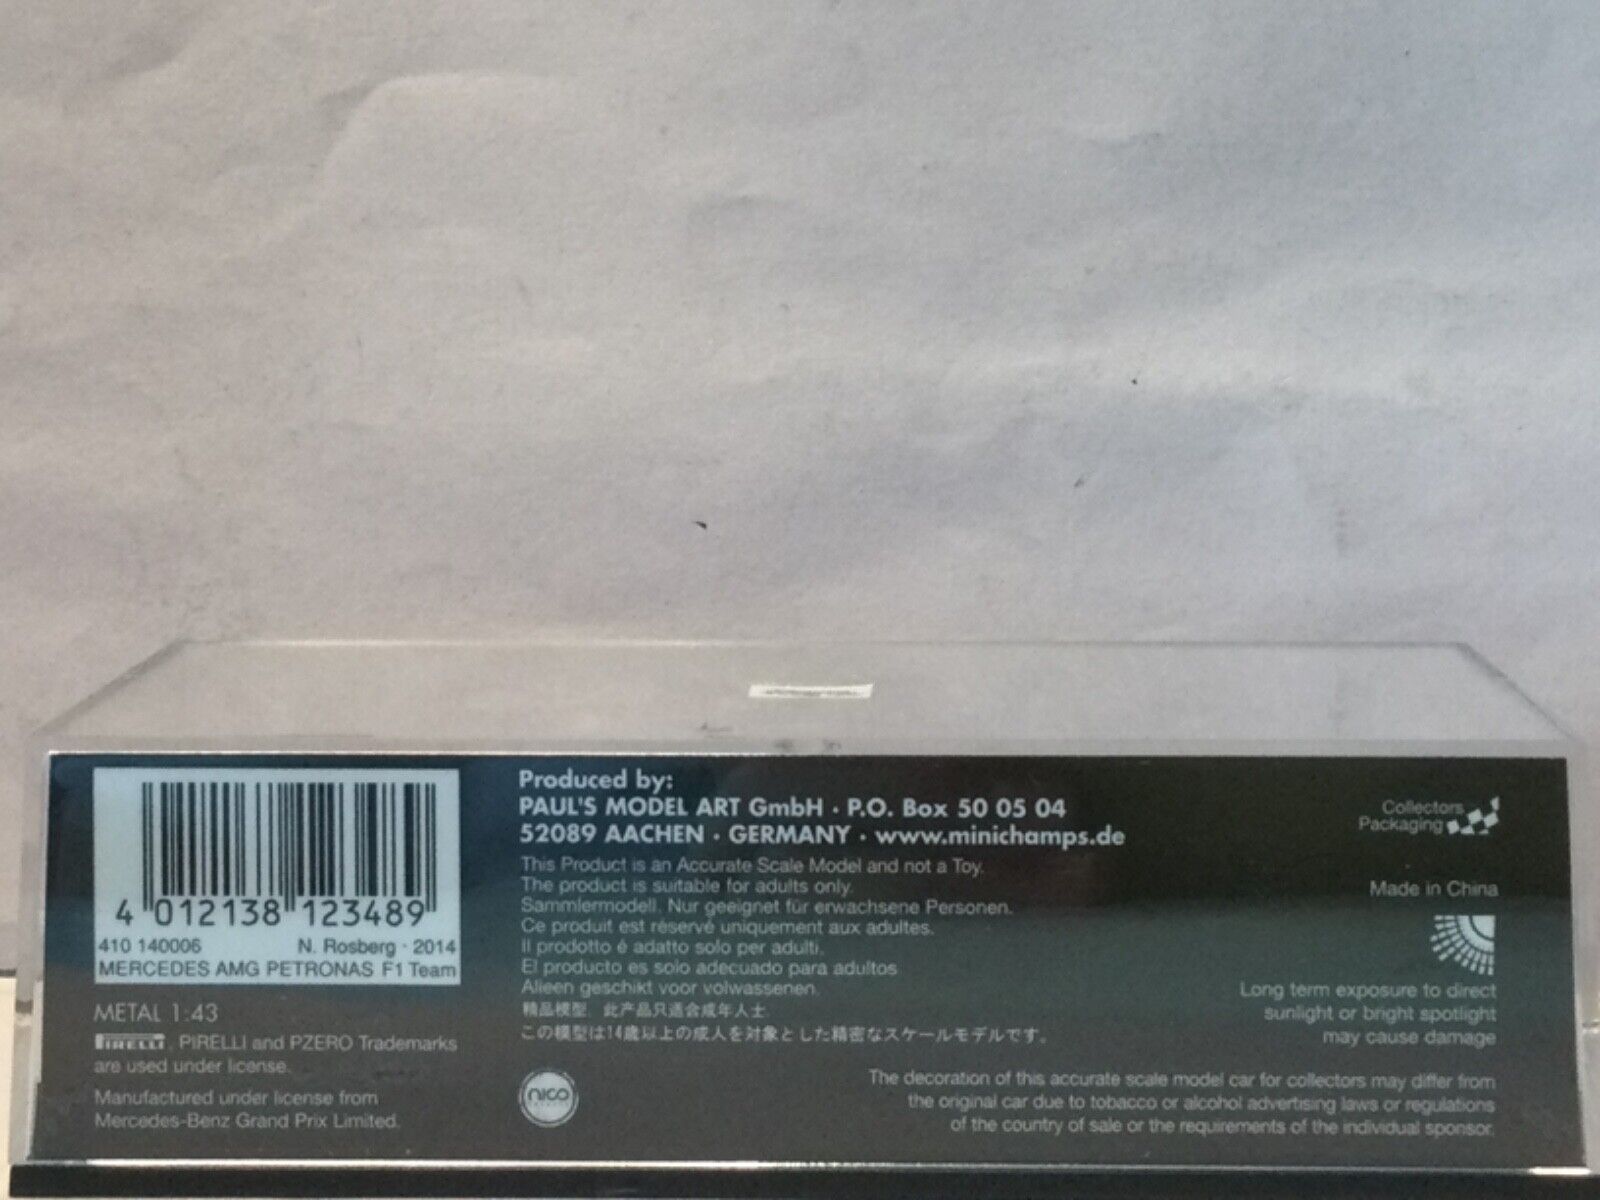 4 012138 123489
410 140006 N. Rosberg · 2014
MERCEDES AMG PETRONAS F1 Team
METAL 1:43
PIRELLI, PIRELLI and PZERO Trademarks
are used under license.
Manufactured under license from
Mercedes-Benz Grand Prix Limited.
Produced by:
PAUL'S MODEL ART GmbH · P.O. Box 50 05 04
52089 AACHEN · GERMANY · www.minichamps.de
This Product is an Accurate Scale Model and not a Toy.
The product is suitable for adults only.
Sammlermodell. Nur geeignet für erwachsene Personen.
Ce produit est réservé uniquement aux adultes.
Il prodotto é adatto solo per adulti.
El producto es solo adecuado para adultos
Alleen geschikt voor volwassenen.
精品模型，此产品只适合成年人士
この模型は14歳以上の成人を対象とした精密なスケールモデルです。
nico
Collectors
Packaging
Made in China
Long term exposure to direct
sunlight or bright spotlight
may cause damage
The decoration of this accurate scale model car for collectors may differ from
the original car due to tobacco or alcohol advertising laws or regulations
of the country of sale or the requirements of the individual sponsor.